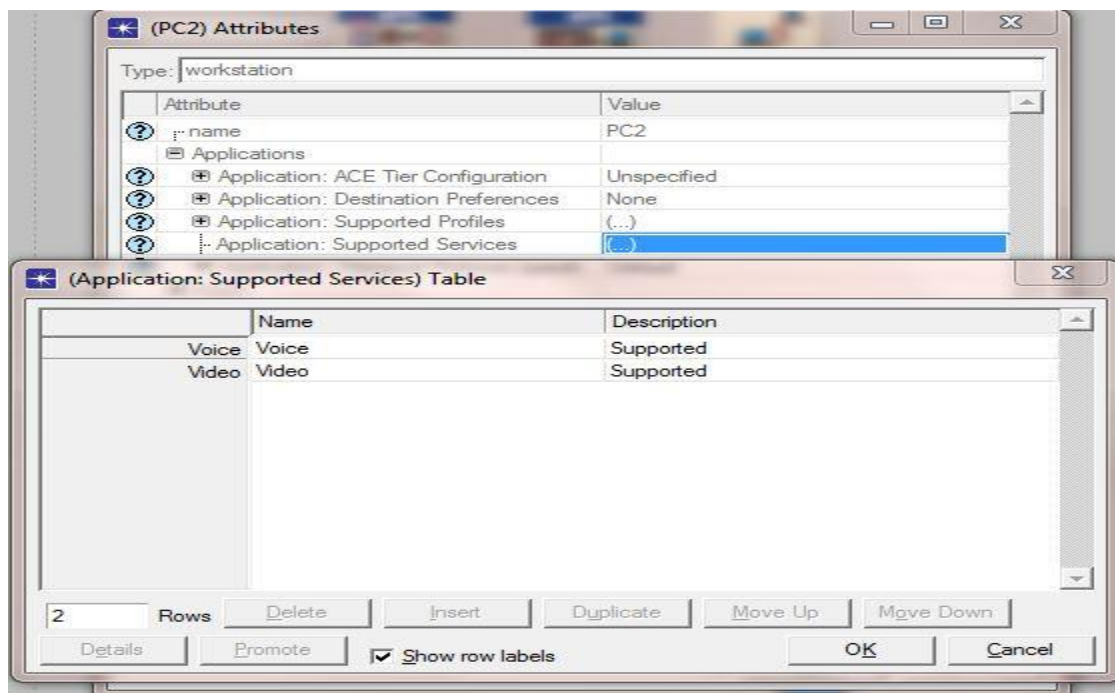 (PC2) Attributes
Type: workstation
Attribute Value
name PC2
Applications
Application: ACE Tier Configuration Unspecified
Application: Destination Preferences None
Application: Supported Profiles (...)
Application: Supported Services (...)
(Application: Supported Services) Table
Name Description
Voice Voice Supported
Video Video Supported
2 Rows Delete Insert Duplicate Move Up Move Down
Details Promote Show row labels OK Cancel